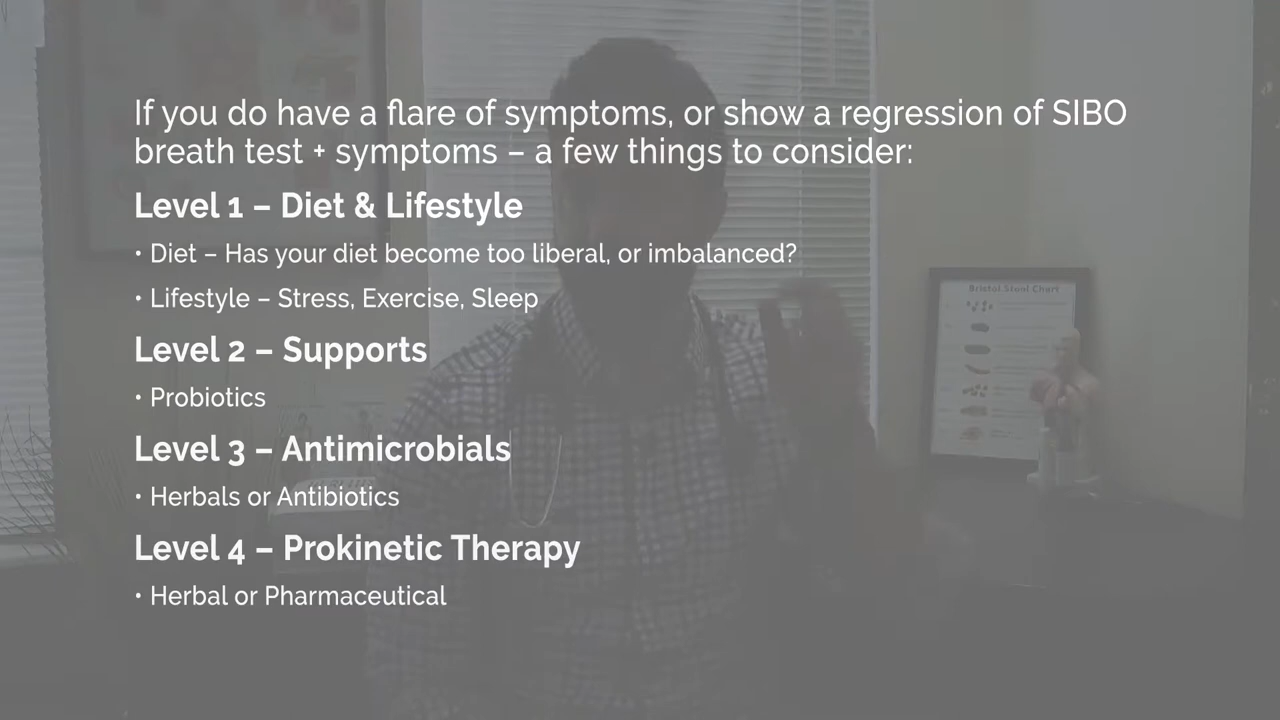 If you do have a flare of symptoms, or show a regression of SIBO
breath test + symptoms – a few things to consider:
Level 1 – Diet & Lifestyle
• Diet – Has your diet become too liberal, or imbalanced?
• Lifestyle – Stress, Exercise, Sleep
Level 2 – Supports
• Probiotics
Level 3 – Antimicrobials
• Herbals or Antibiotics
Level 4 – Prokinetic Therapy
• Herbal or Pharmaceutical
Bristol Stool Chart